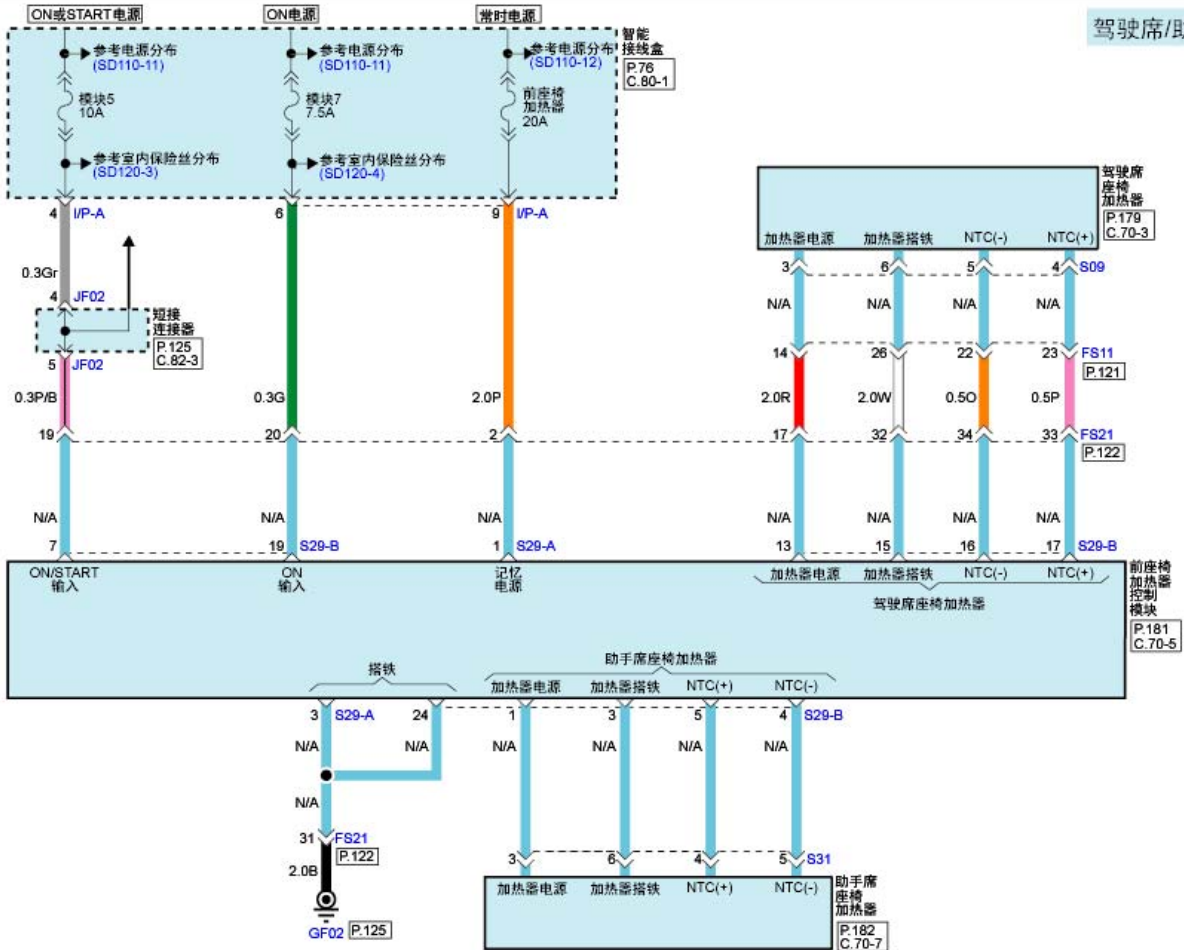 ON或START电源
ON电源
常时电源
驾驶席/
参考电源分布
(SD110-11)
参考电源分布
(SD110-11)
参考电源分布
(SD110-12)
智能
接线盒
P.76
C.80-1
模块5
10A
模块7
7.5A
前座椅
加热器
20A
参考室内保险丝分布
(SD120-3)
参考室内保险丝分布
(SD120-4)
4 I/P-A
6
9 I/P-A
0.3Gr
4 JF02
短接
连接器
P.125
C.82-3
5 JF02
0.3P/B
0.3G
2.0P
19
20
2
N/A
N/A
N/A
7
19 S29-B
1 S29-A
驾驶席
座椅
加热器
P.179
C.70-3
加热器电源
加热器搭铁
NTC(-)
NTC(+)
3
6
5
4 S09
N/A
N/A
N/A
N/A
14
26
22
23 FS11
P.121
2.0R
2.0W
0.5O
0.5P
17
32
34
33 FS21
P.122
N/A
N/A
N/A
N/A
13
15
16
17 S29-B
ON/START
输入
ON
输入
记忆
电源
加热器电源
加热器搭铁
NTC(-)
NTC(+)
驾驶席座椅加热器
前座椅
加热器
控制
模块
P.181
C.70-5
搭铁
助手席座椅加热器
加热器电源
加热器搭铁
NTC(+)
NTC(-)
3 S29-A
24
1
3
5
4 S29-B
N/A
N/A
N/A
N/A
N/A
N/A
N/A
31 FS21
P.122
2.0B
GF02
P.125
3
6
4
5 S31
加热器电源
加热器搭铁
NTC(+)
NTC(-)
助手席
座椅
加热器
P.182
C.70-7